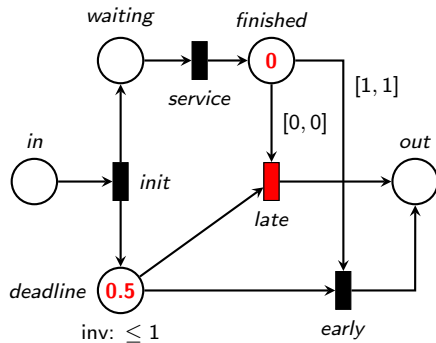 waiting
finished
0
service
[1, 1]
[0, 0]
in
init
out
late
deadline
0.5
inv: ≤ 1
early